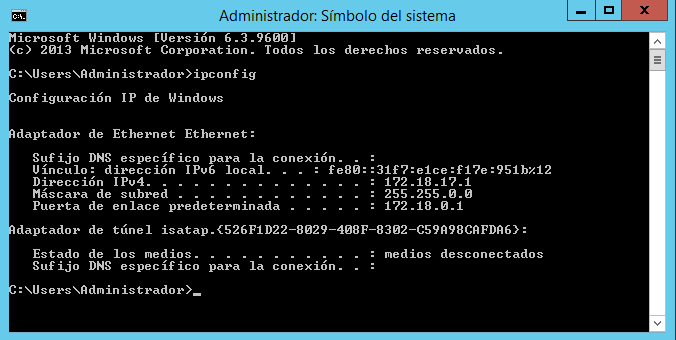 Administrador: Símbolo del sistema
Microsoft Windows [Versión 6.3.9600]
(c) 2013 Microsoft Corporation. Todos los derechos reservados.
C:\Users\Administrador>ipconfig
Configuración IP de Windows
Adaptador de Ethernet Ethernet:
   Sufijo DNS específico para la conexión. . :
   Vínculo: dirección IPv6 local. . . : fe80::31f7:e1ce:f17e:951b%12
   Dirección IPv4. . . . . . . . . . . . . . : 172.18.17.1
   Máscara de subred . . . . . . . . . . . . : 255.255.0.0
   Puerta de enlace predeterminada . . . . . : 172.18.0.1
Adaptador de túnel isatap.{526F1D22-8029-408F-8302-C59A98CAFDA6}:
   Estado de los medios. . . . . . . . . . . : medios desconectados
   Sufijo DNS específico para la conexión. . :
C:\Users\Administrador>_